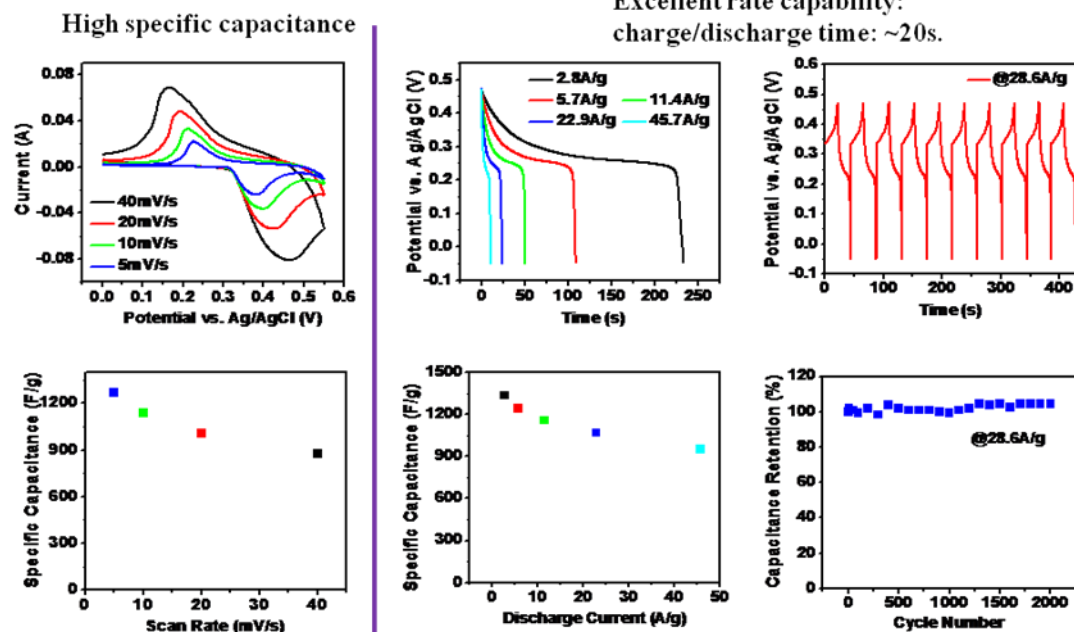 High specific capacitance
Excellent rate capability:
charge/discharge time: ~20s.
0.08
0.04
0.00
-0.04
-0.08
Current (A)
40mV/s
20mV/s
10mV/s
5mV/s
0.0 0.1 0.2 0.3 0.4 0.5 0.6
Potential vs. Ag/AgCl (V)
0.5
0.4
0.3
0.2
0.1
0.0
-0.1
Potential vs. Ag/AgCl (V)
2.8A/g
5.7A/g 11.4A/g
22.9A/g 45.7A/g
0 50 100 150 200 250
Time (s)
0.6
0.5
0.4
0.3
0.2
0.1
0.0
-0.1
Potential vs. Ag/AgCl (V)
@28.6A/g
0 100 200 300 400
Time (s)
1200
900
600
300
0
Specific Capacitance (F/g)
0 10 20 30 40
Scan Rate (mV/s)
1500
1200
900
600
300
0
Specific Capacitance (F/g)
0 10 20 30 40 50
Discharge Current (A/g)
120
100
80
60
40
20
0
Capacitance Retention (%)
@28.6A/g
0 500 1000 1500 2000
Cycle Number